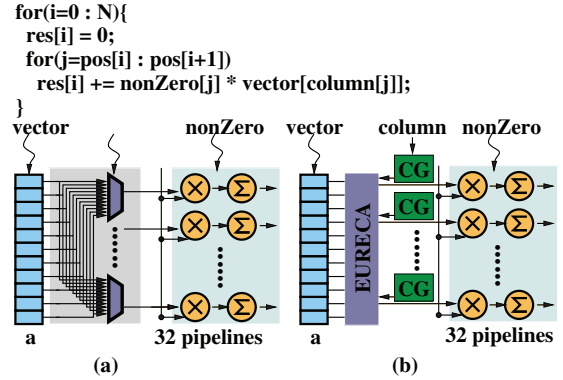 for(i=0 : N){
res[i] = 0;
for(j=pos[i] : pos[i+1])
res[i] += nonZero[j] * vector[column[j]];
}
vector
nonZero
vector
column
nonZero
× Σ
× Σ
× Σ
a
32 pipelines
(a)
EURECA
CG
CG
CG
× Σ
× Σ
× Σ
a
32 pipelines
(b)